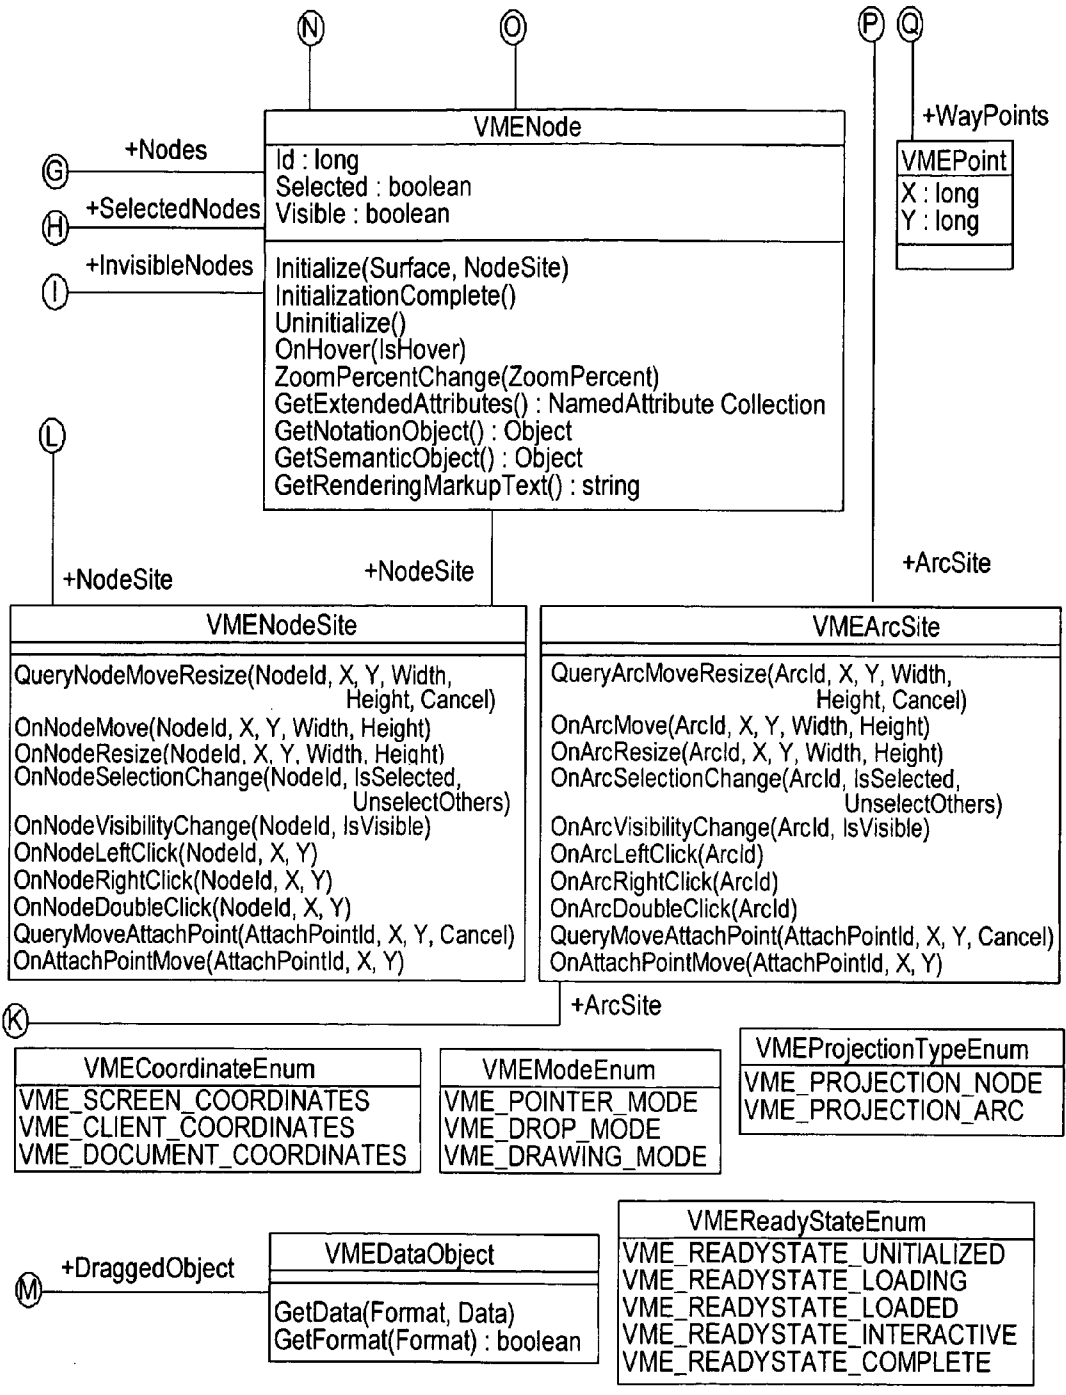 N
O
P
Q
+WayPoints
VMENode
Id : long
Selected : boolean
Visible : boolean
Initialize(Surface, NodeSite)
InitializationComplete()
Uninitialize()
OnHover(IsHover)
ZoomPercentChange(ZoomPercent)
GetExtendedAttributes() : NamedAttribute Collection
GetNotationObject() : Object
GetSemanticObject() : Object
GetRenderingMarkupText() : string
G
+Nodes
H
+SelectedNodes
I
+InvisibleNodes
VMEPoint
X : long
Y : long
L
+NodeSite
+NodeSite
+ArcSite
VMENodeSite
QueryNodeMoveResize(NodeId, X, Y, Width,
Height, Cancel)
OnNodeMove(NodeId, X, Y, Width, Height)
OnNodeResize(NodeId, X, Y, Width, Height)
OnNodeSelectionChange(NodeId, IsSelected,
UnselectOthers)
OnNodeVisibilityChange(NodeId, IsVisible)
OnNodeLeftClick(NodeId, X, Y)
OnNodeRightClick(NodeId, X, Y)
OnNodeDoubleClick(NodeId, X, Y)
QueryMoveAttachPoint(AttachPointId, X, Y, Cancel)
OnAttachPointMove(AttachPointId, X, Y)
VMEArcSite
QueryArcMoveResize(ArcId, X, Y, Width,
Height, Cancel)
OnArcMove(ArcId, X, Y, Width, Height)
OnArcResize(ArcId, X, Y, Width, Height)
OnArcSelectionChange(ArcId, IsSelected,
UnselectOthers)
OnArcVisibilityChange(ArcId, IsVisible)
OnArcLeftClick(ArcId)
OnArcRightClick(ArcId)
OnArcDoubleClick(ArcId)
QueryMoveAttachPoint(AttachPointId, X, Y, Cancel)
OnAttachPointMove(AttachPointId, X, Y)
K
+ArcSite
VMECoordinateEnum
VME_SCREEN_COORDINATES
VME_CLIENT_COORDINATES
VME_DOCUMENT_COORDINATES
VMEModeEnum
VME_POINTER_MODE
VME_DROP_MODE
VME_DRAWING_MODE
VMEProjectionTypeEnum
VME_PROJECTION_NODE
VME_PROJECTION_ARC
M
+DraggedObject
VMEDataObject
GetData(Format, Data)
GetFormat(Format) : boolean
VMEReadyStateEnum
VME_READYSTATE_UNITIALIZED
VME_READYSTATE_LOADING
VME_READYSTATE_LOADED
VME_READYSTATE_INTERACTIVE
VME_READYSTATE_COMPLETE